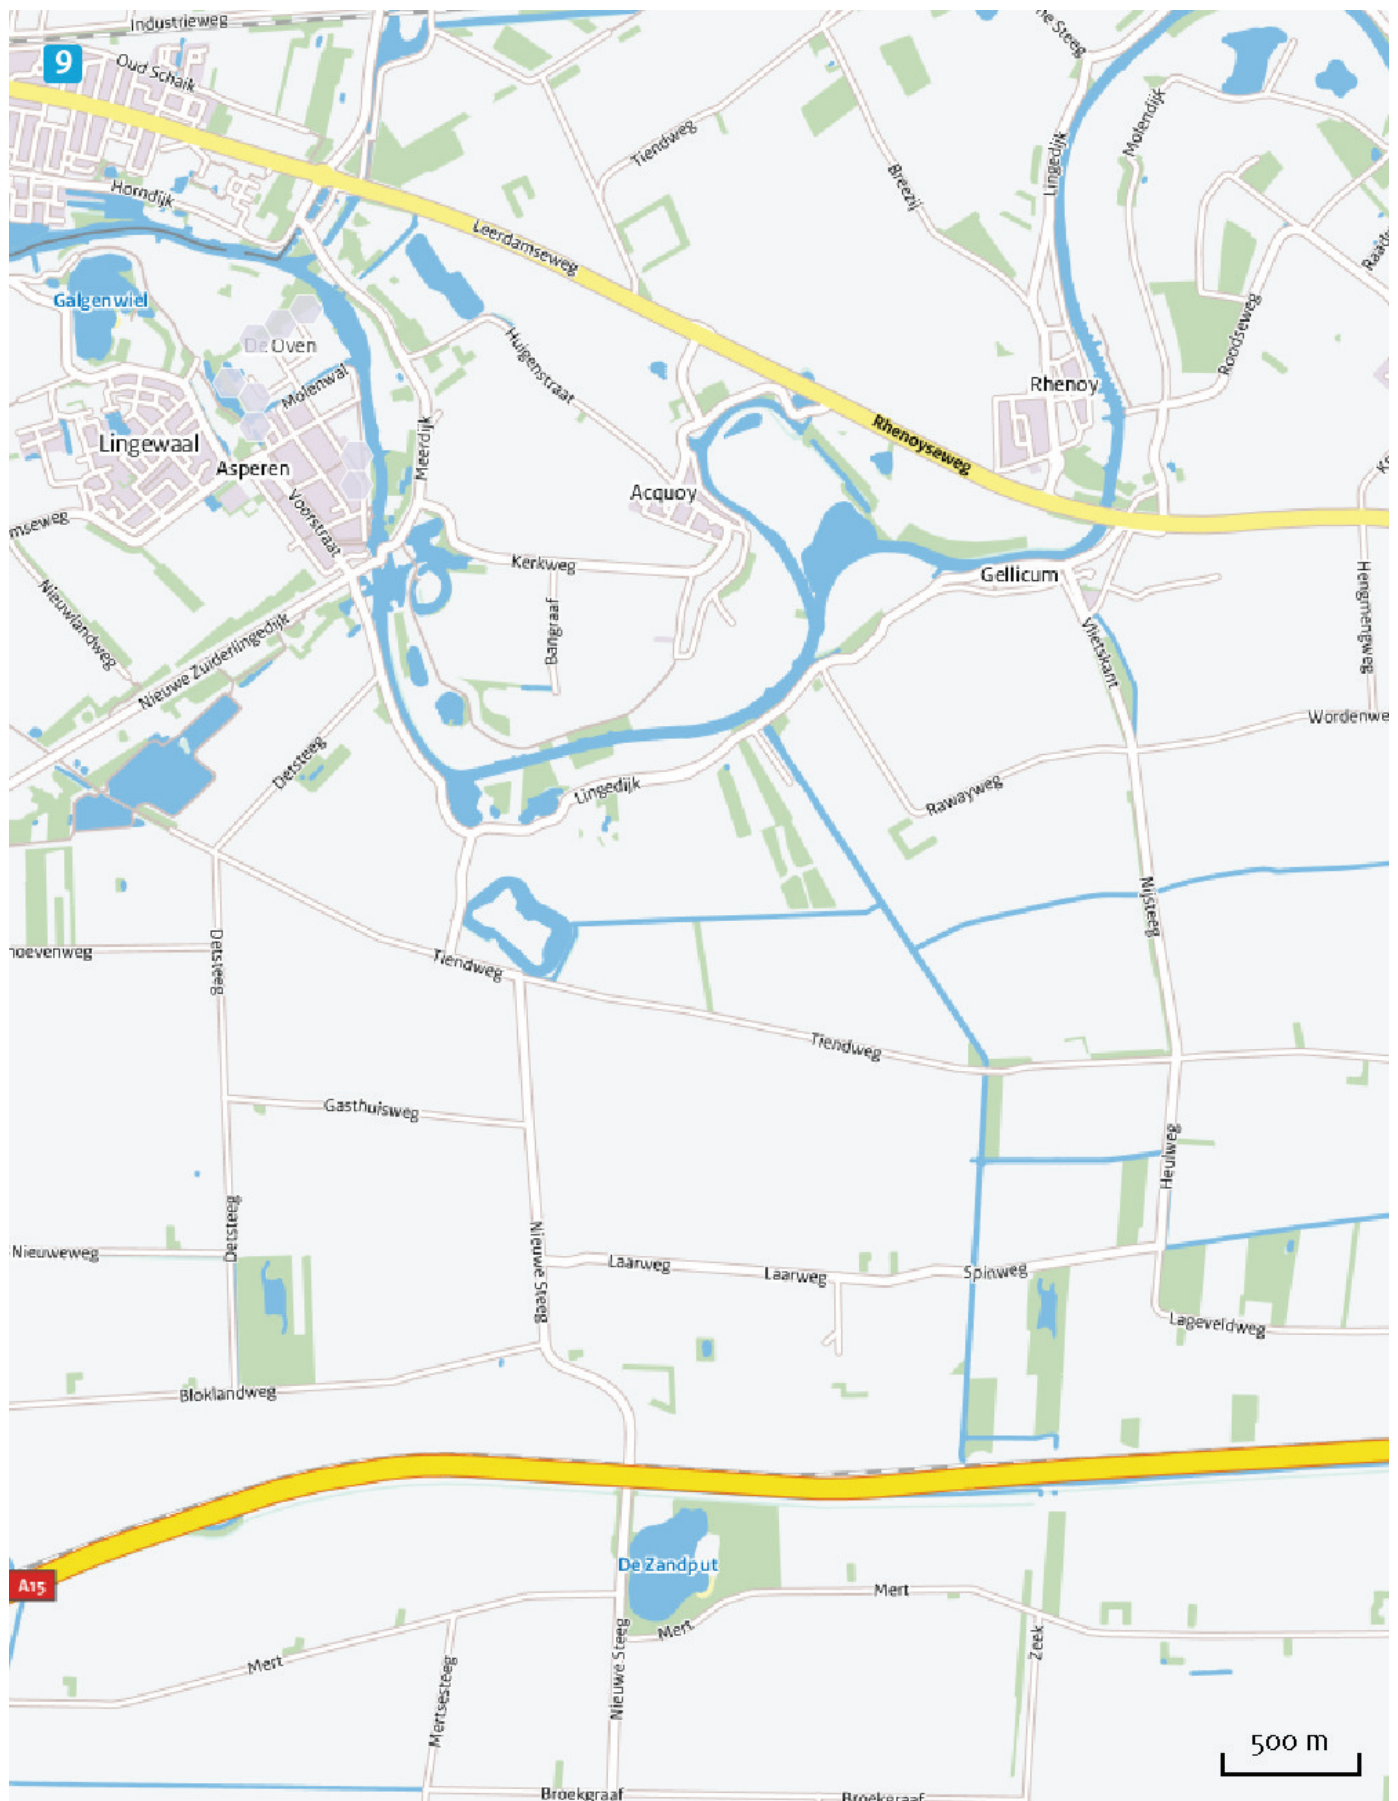 Industrieweg
9
Oud Schaik
Lingedijk
Molendijk
Tiendweg
Breezij
Horndijk
Leerdamseweg
Galgenwiel
De Oven
Huigenstraat
Roodseweg
Molenwal
Rhenoy
Meerdijk
Rhenoyseweg
Lingewaal
Asperen
Acquoy
Voorstraat
Kerkweg
Gellicum
Nieuwlandweg
Bangraaf
Hengmengweg
Vlietskant
Nieuwe Zuiderlingedijk
Wordenwe
Detsteeg
Lingedijk
Rawayweg
Nijsteeg
Detsteeg
Tiendweg
Tiendweg
Gasthuisweg
Heulweg
Detsteeg
Nieuweweg
Nieuwe Steeg
Laarweg
Laarweg
Spinweg
Lageveldweg
Bloklandweg
A15
De Zandput
Mert
Mert
Mert
Nieuwe Steeg
Zeek
Mertsesteeg
500 m
Broekgraaf
Broekgraaf